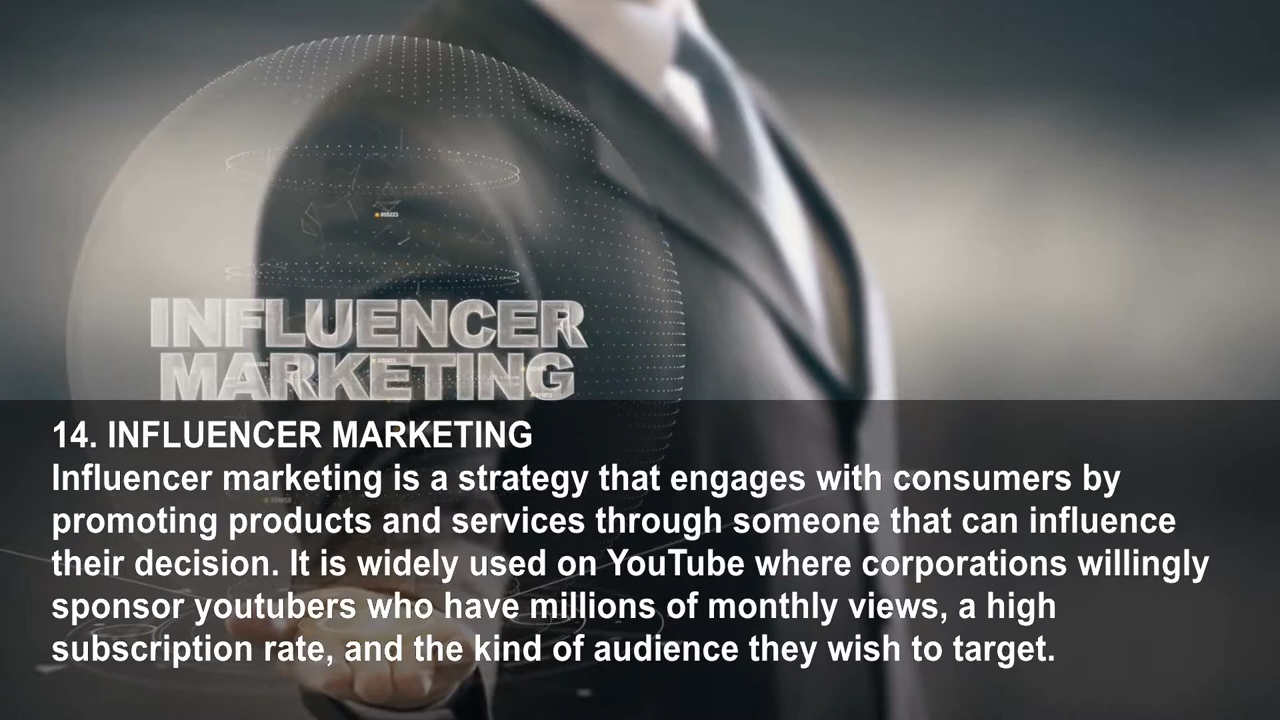 INFLUENCER
MARKETING
14. INFLUENCER MARKETING
Influencer marketing is a strategy that engages with consumers by
promoting products and services through someone that can influence
their decision. It is widely used on YouTube where corporations willingly
sponsor youtubers who have millions of monthly views, a high
subscription rate, and the kind of audience they wish to target.